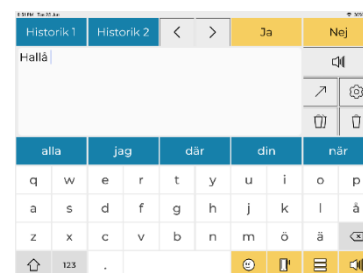 Historik 1 Historik 2 < > Ja Nej
Hallå
alla jag där din när
q w e r t y u i o p
a s d f g h j k l å
z x c v b n m ö ä
123 .